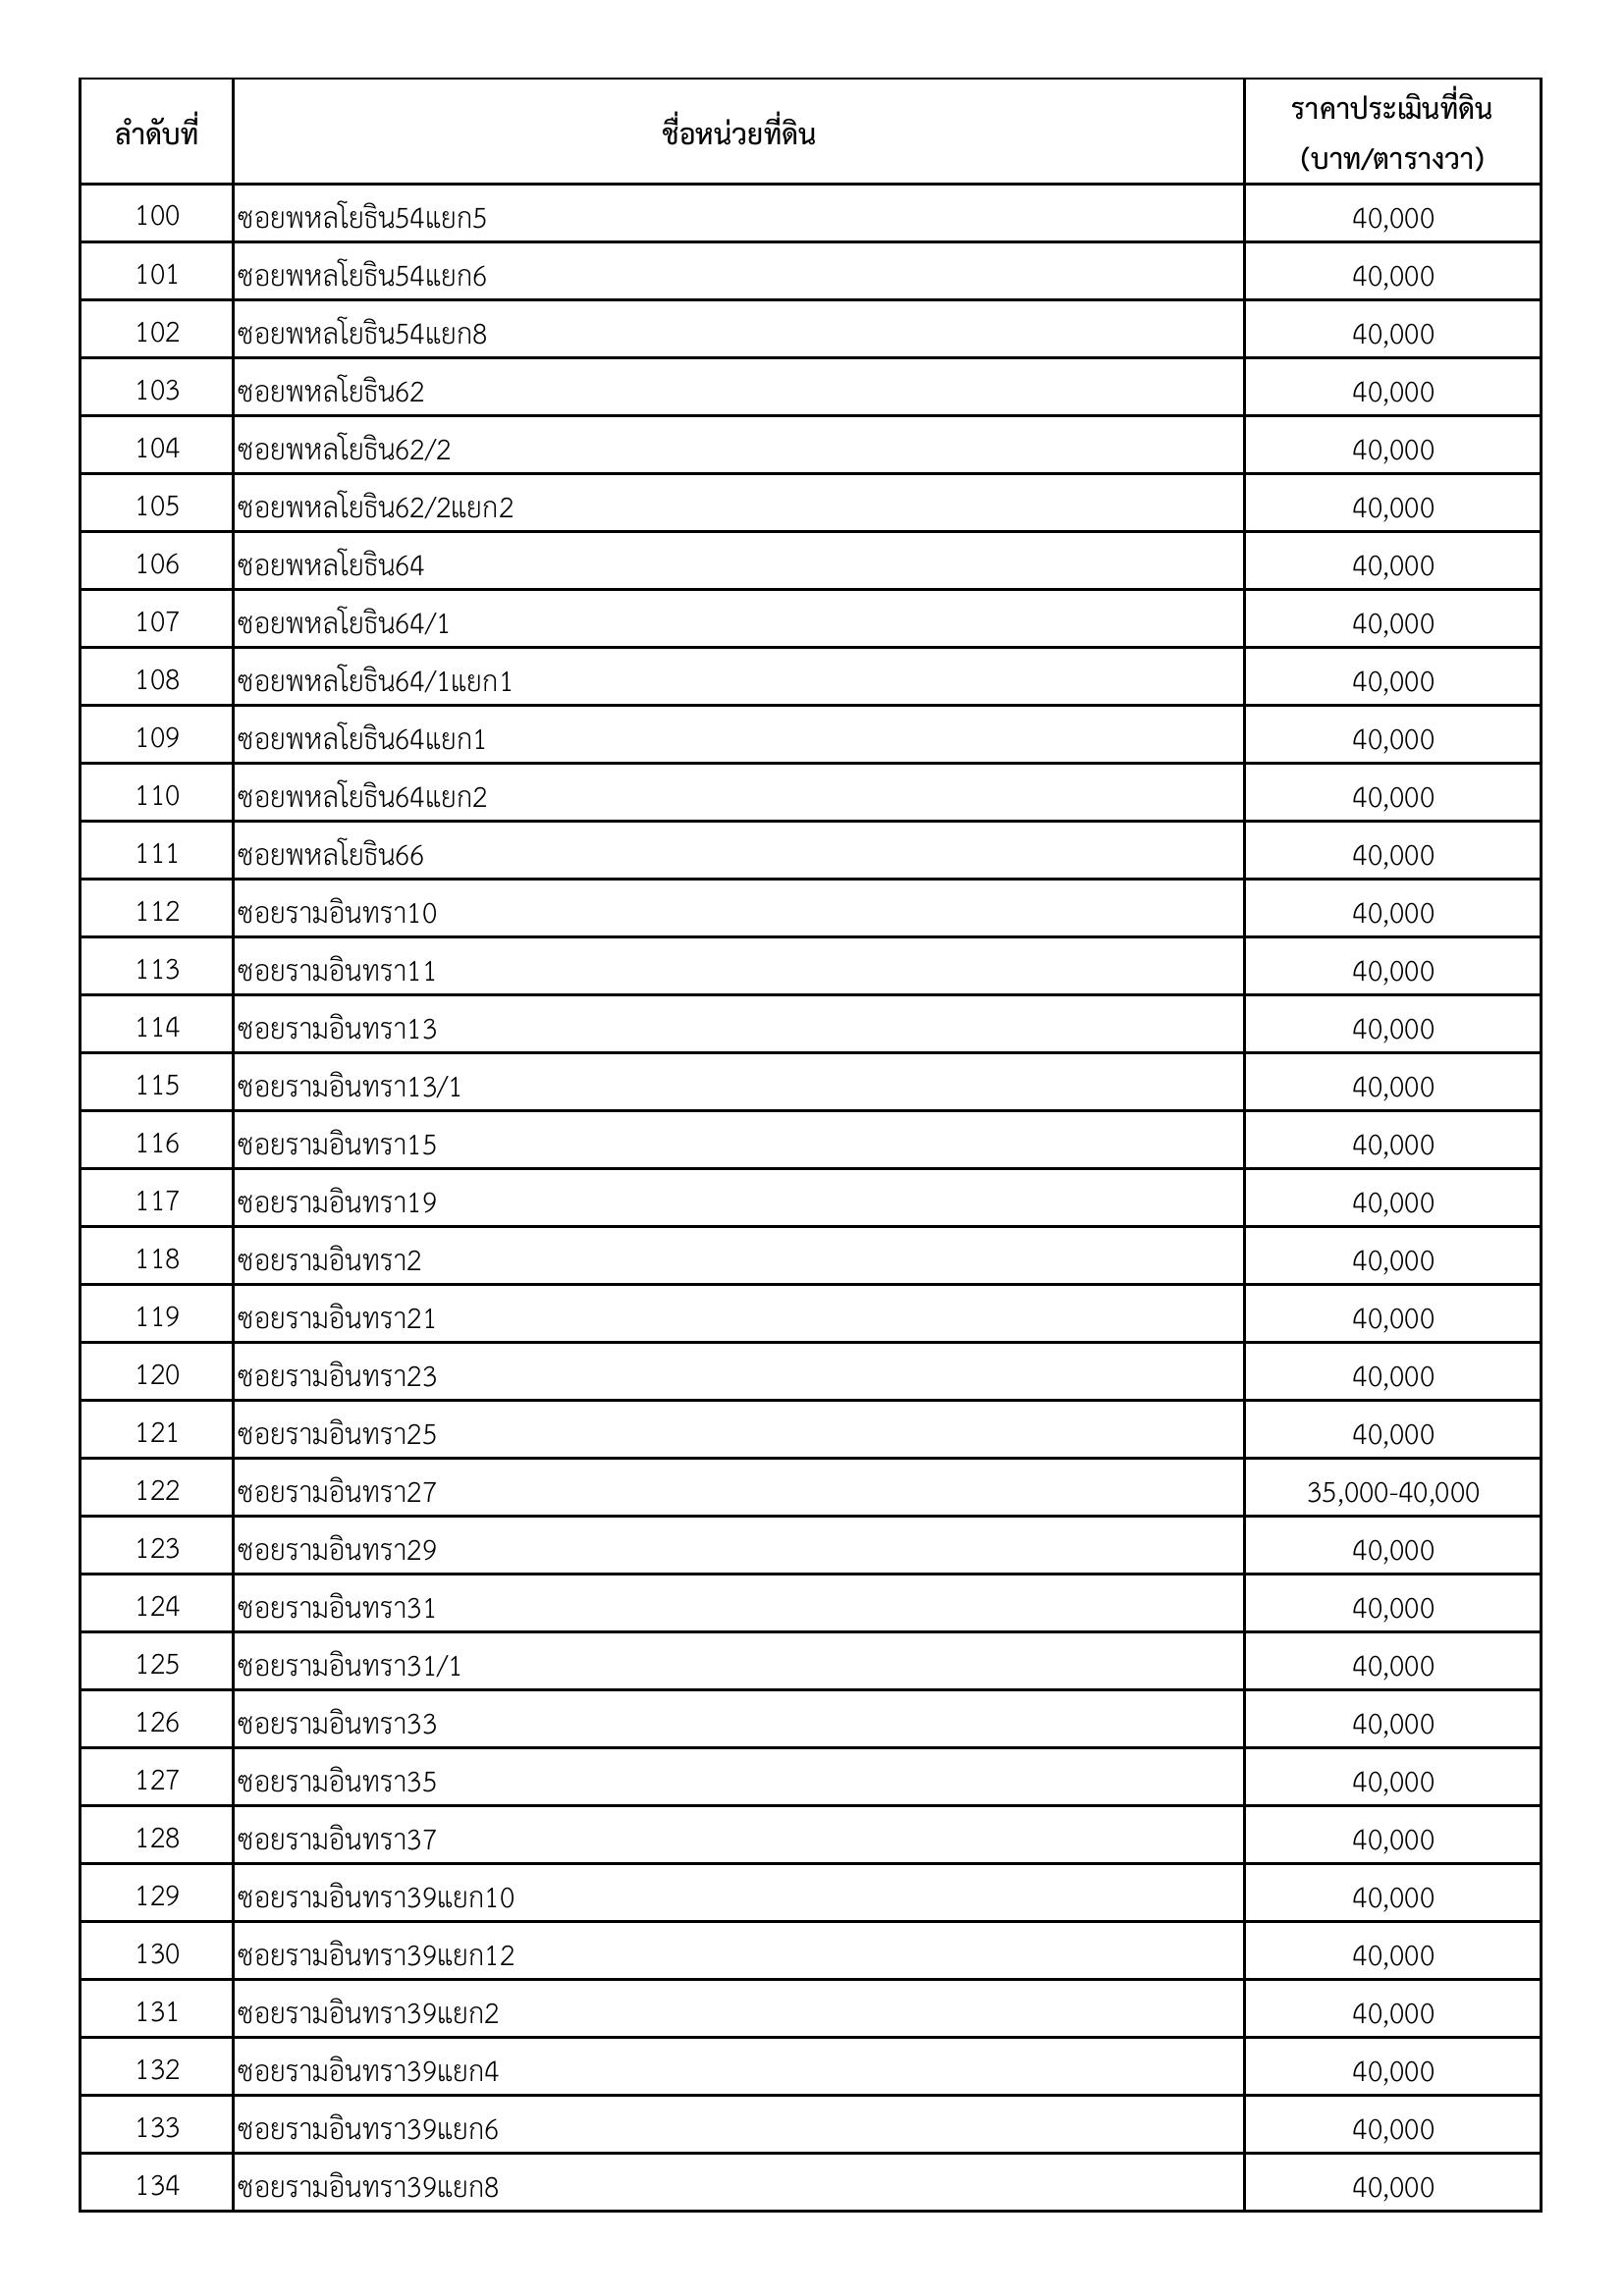 ลำดับที่ ชื่อหน่วยที่ดิน ราคาประเมินที่ดิน
(บาท/ตารางวา)
100 ซอยพหลโยธิน54แยก5 40,000
101 ซอยพหลโยธิน54แยก6 40,000
102 ซอยพหลโยธิน54แยก8 40,000
103 ซอยพหลโยธิน62 40,000
104 ซอยพหลโยธิน62/2 40,000
105 ซอยพหลโยธิน62/2แยก2 40,000
106 ซอยพหลโยธิน64 40,000
107 ซอยพหลโยธิน64/1 40,000
108 ซอยพหลโยธิน64/1แยก1 40,000
109 ซอยพหลโยธิน64แยก1 40,000
110 ซอยพหลโยธิน64แยก2 40,000
111 ซอยพหลโยธิน66 40,000
112 ซอยรามอินทรา10 40,000
113 ซอยรามอินทรา11 40,000
114 ซอยรามอินทรา13 40,000
115 ซอยรามอินทรา13/1 40,000
116 ซอยรามอินทรา15 40,000
117 ซอยรามอินทรา19 40,000
118 ซอยรามอินทรา2 40,000
119 ซอยรามอินทรา21 40,000
120 ซอยรามอินทรา23 40,000
121 ซอยรามอินทรา25 40,000
122 ซอยรามอินทรา27 35,000-40,000
123 ซอยรามอินทรา29 40,000
124 ซอยรามอินทรา31 40,000
125 ซอยรามอินทรา31/1 40,000
126 ซอยรามอินทรา33 40,000
127 ซอยรามอินทรา35 40,000
128 ซอยรามอินทรา37 40,000
129 ซอยรามอินทรา39แยก10 40,000
130 ซอยรามอินทรา39แยก12 40,000
131 ซอยรามอินทรา39แยก2 40,000
132 ซอยรามอินทรา39แยก4 40,000
133 ซอยรามอินทรา39แยก6 40,000
134 ซอยรามอินทรา39แยก8 40,000